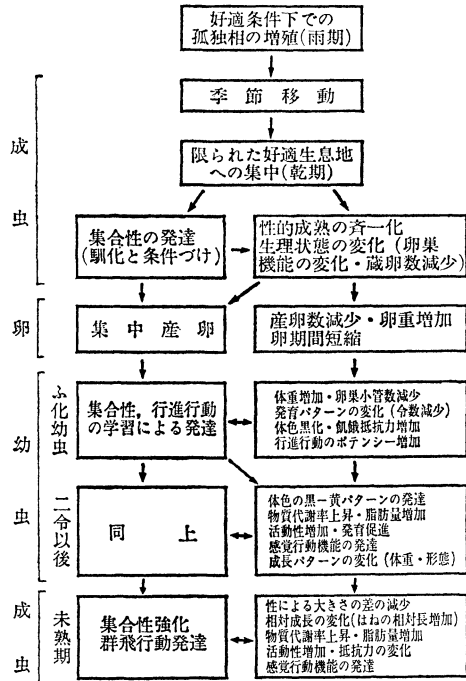 好適条件下での
孤独相の増殖(雨期)
季節移動
限られた好適生息地
への集中(乾期)
成虫
集合性の発達
(馴化と条件づけ)
性的成熟の斉一化
生理状態の変化(卵巣
機能の変化・蔵卵数減少)
卵
集中産卵
産卵数減少・卵重増加
卵期間短縮
幼虫
ふ化幼虫
集合性,行進行動
の学習による発達
体重増加・卵巣小管数減少
発育パターンの変化(令数減少)
体色黒化・飢餓抵抗力増加
行進行動のポテンシー増加
二令以後
同上
体色の黒ー黄パターンの発達
物質代謝率上昇・脂肪量増加
活動性増加・発育促進
感覚行動機能の発達
成長パターンの変化(体重・形態)
成虫
未熟期
集合性強化
群飛行動発達
性による大きさの差の減少
相対成長の変化(はねの相対長増加)
物質代謝率上昇・脂肪量増加
活動性増加・抵抗力の変化
感覚行動機能の発達